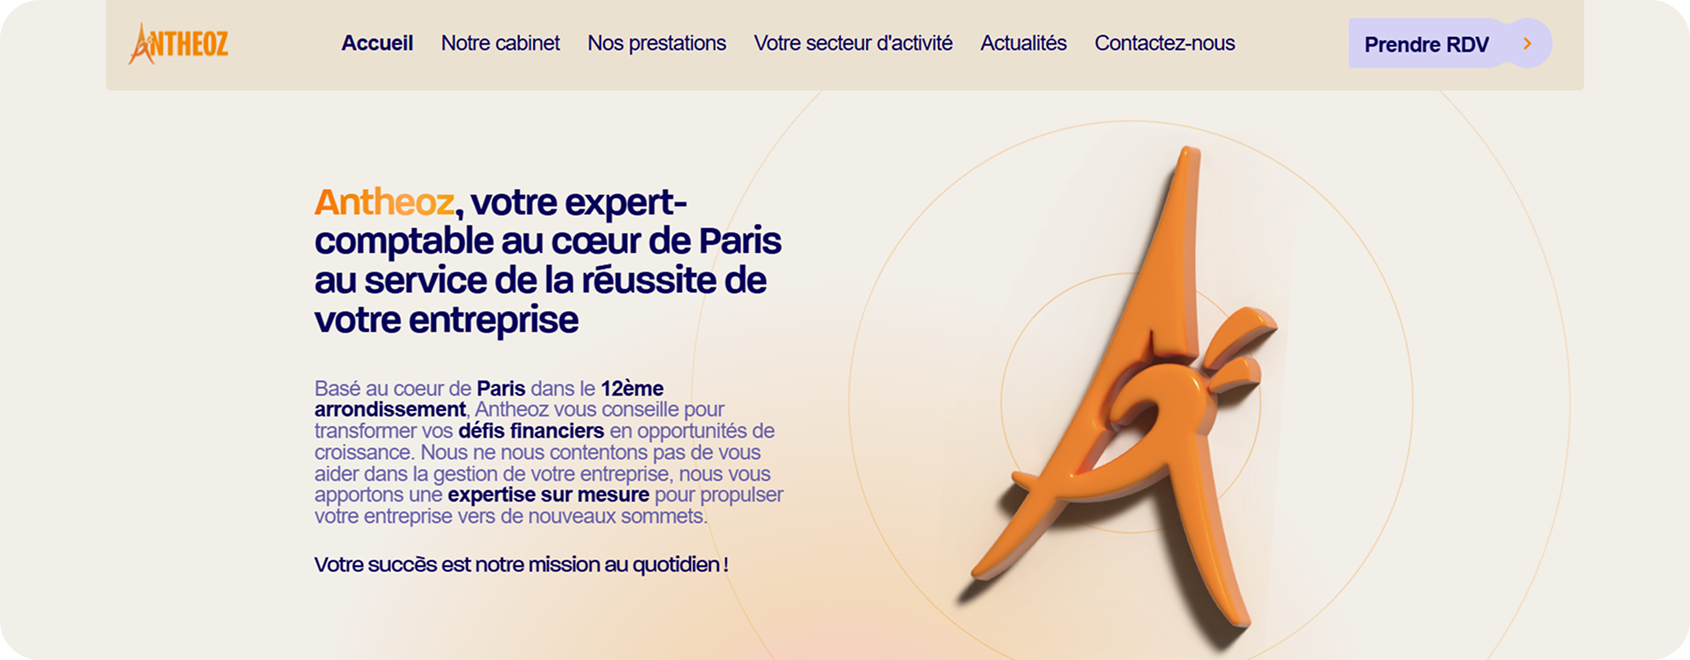 ANTHEOZ
Accueil
Notre cabinet
Nos prestations
Votre secteur d'activité
Actualités
Contactez-nous
Prendre RDV
Antheoz, votre expert-
comptable au cœur de Paris
au service de la réussite de
votre entreprise
Basé au coeur de Paris dans le 12ème
arrondissement, Antheoz vous conseille pour
transformer vos défis financiers en opportunités de
croissance. Nous ne nous contentons pas de vous
aider dans la gestion de votre entreprise, nous vous
apportons une expertise sur mesure pour propulser
votre entreprise vers de nouveaux sommets.
Votre succès est notre mission au quotidien !